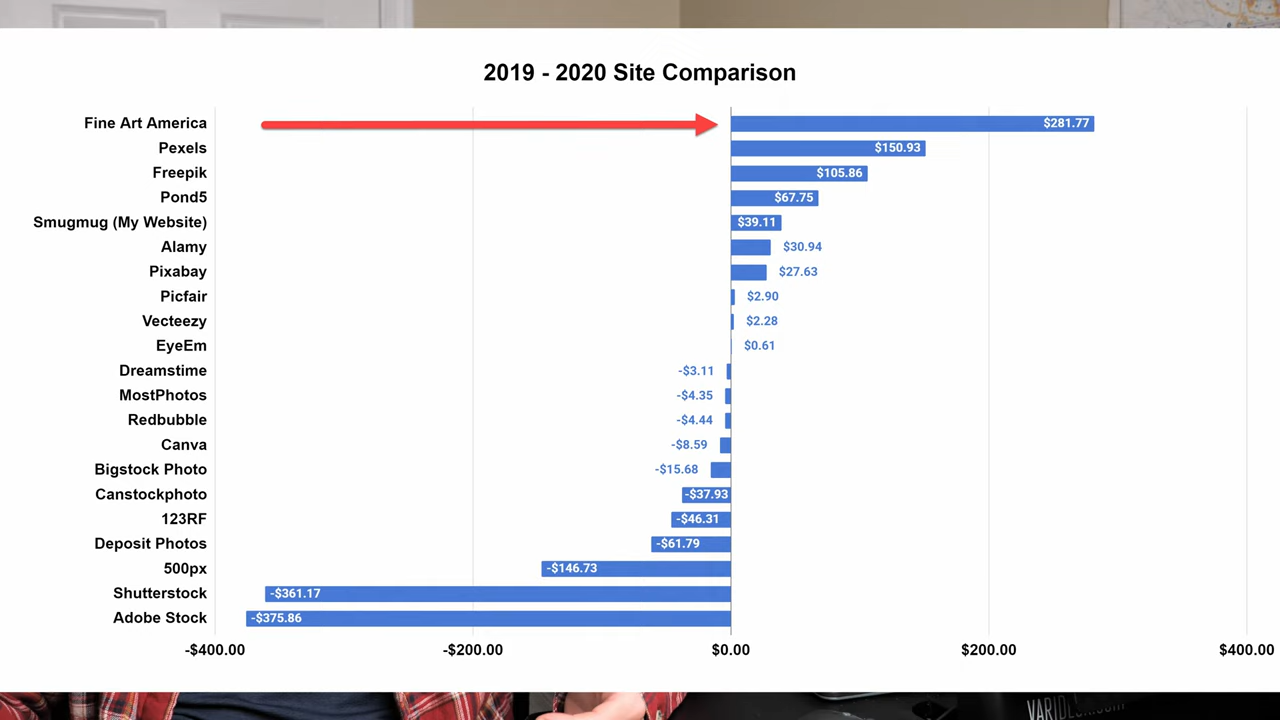 2019 - 2020 Site Comparison
Fine Art America $281.77
Pexels $150.93
Freepik $105.86
Pond5 $67.75
Smugmug (My Website) $39.11
Alamy $30.94
Pixabay $27.63
Picfair $2.90
Vecteezy $2.28
EyeEm $0.61
Dreamstime -$3.11
MostPhotos -$4.35
Redbubble -$4.44
Canva -$8.59
Bigstock Photo -$15.68
Canstockphoto -$37.93
123RF -$46.31
Deposit Photos -$61.79
500px -$146.73
Shutterstock -$361.17
Adobe Stock -$375.86
-$400.00 -$200.00 $0.00 $200.00 $400.00